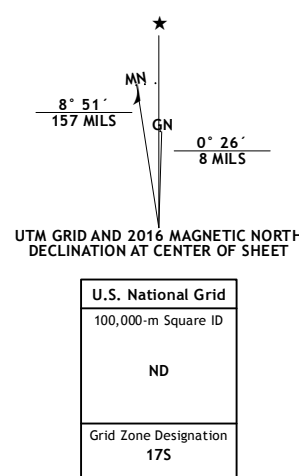 ★
MN
8° 51´
157 MILS
GN
0° 26´
8 MILS
UTM GRID AND 2016 MAGNETIC NORTH
DECLINATION AT CENTER OF SHEET
U.S. National Grid
100,000-m Square ID
ND
Grid Zone Designation
17S